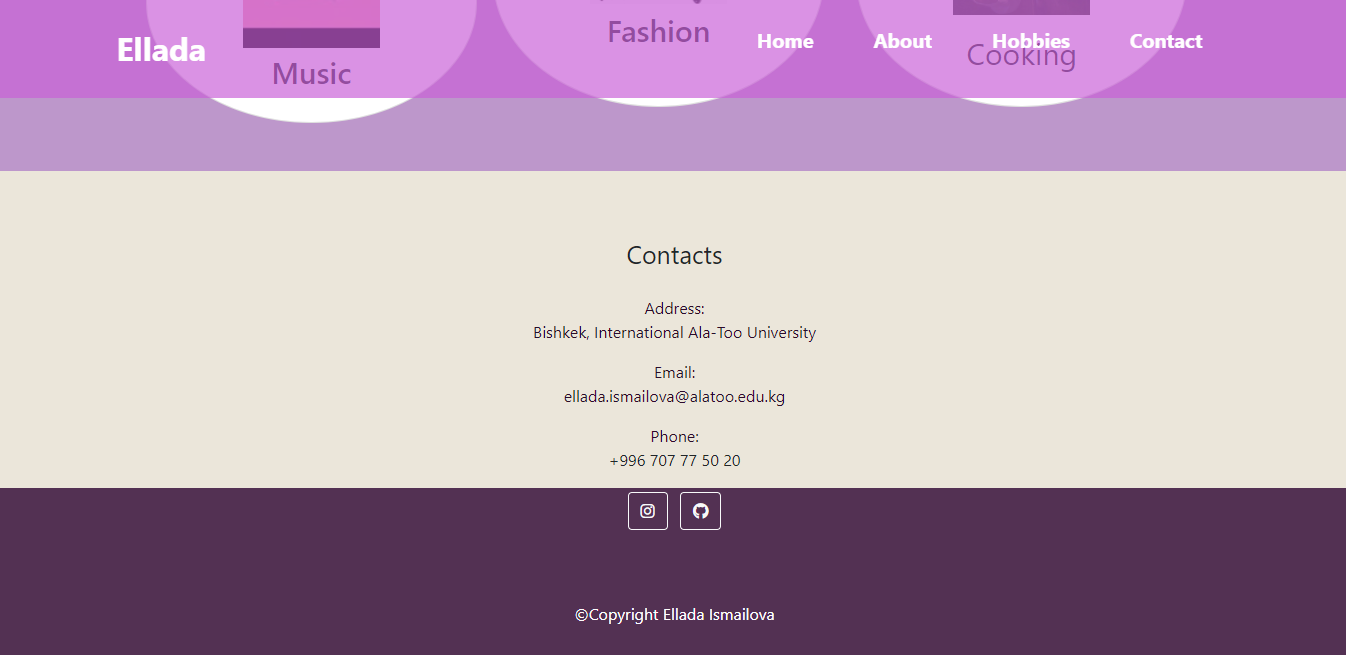 Ellada
Home
About
Hobbies
Contact
Music
Fashion
Cooking
Contacts
Address:
Bishkek, International Ala-Too University
Email:
ellada.ismailova@alatoo.edu.kg
Phone:
+996 707 77 50 20
©Copyright Ellada Ismailova